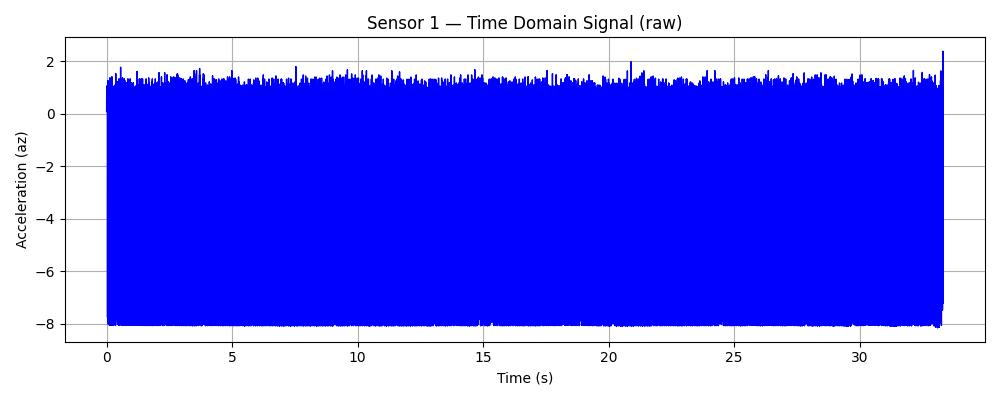 Sensor 1 — Time Domain Signal (raw)
Acceleration (az)
2
0
−2
−4
−6
−8
0 5 10 15 20 25 30
Time (s)